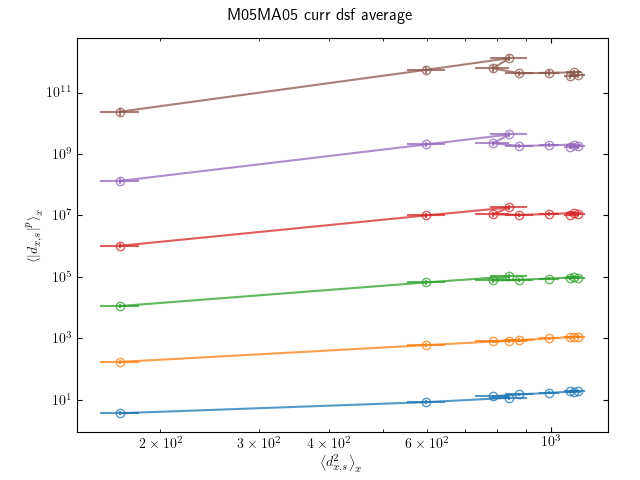 M05MA05 curr dsf average
⟨|d_{x,s}|^p⟩_x
10^{11}
10^9
10^7
10^5
10^3
10^1
2 × 10^2
3 × 10^2
4 × 10^2
6 × 10^2
10^3
⟨d_{x,s}^2⟩_x